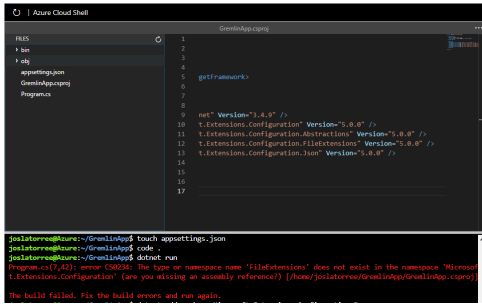 Azure Cloud Shell
GremlinApp.csproj
FILES
bin
obj
appsettings.json
GremlinApp.csproj
Program.cs
1
2
3
4
5 getFramework>
6
7
8
9 net" Version="3.4.9" />
10 t.Extensions.Configuration" Version="5.0.0" />
11 t.Extensions.Configuration.Abstractions" Version="5.0.0" />
12 t.Extensions.Configuration.FileExtensions" Version="5.0.0" />
13 t.Extensions.Configuration.Json" Version="5.0.0" />
14
15
16
17
joslatorree@Azure:~/GremlinApp$ touch appsettings.json
joslatorree@Azure:~/GremlinApp$ code .
joslatorree@Azure:~/GremlinApp$ dotnet run
Program.cs(7,42): error CS0234: The type or namespace name 'FileExtensions' does not exist in the namespace 'Microsof
t.Extensions.Configuration' (are you missing an assembly reference?) [/home/joslatorree/GremlinApp/GremlinApp.csproj]
The build failed. Fix the build errors and run again.